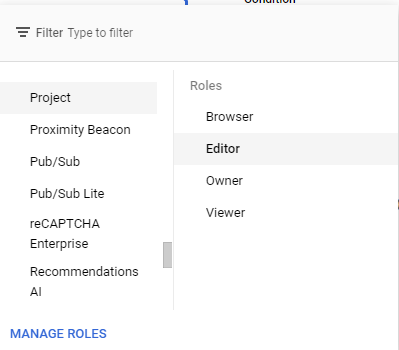 Condition
Filter Type to filter
Project
Proximity Beacon
Pub/Sub
Pub/Sub Lite
reCAPTCHA
Enterprise
Recommendations
AI
Roles
Browser
Editor
Owner
Viewer
MANAGE ROLES